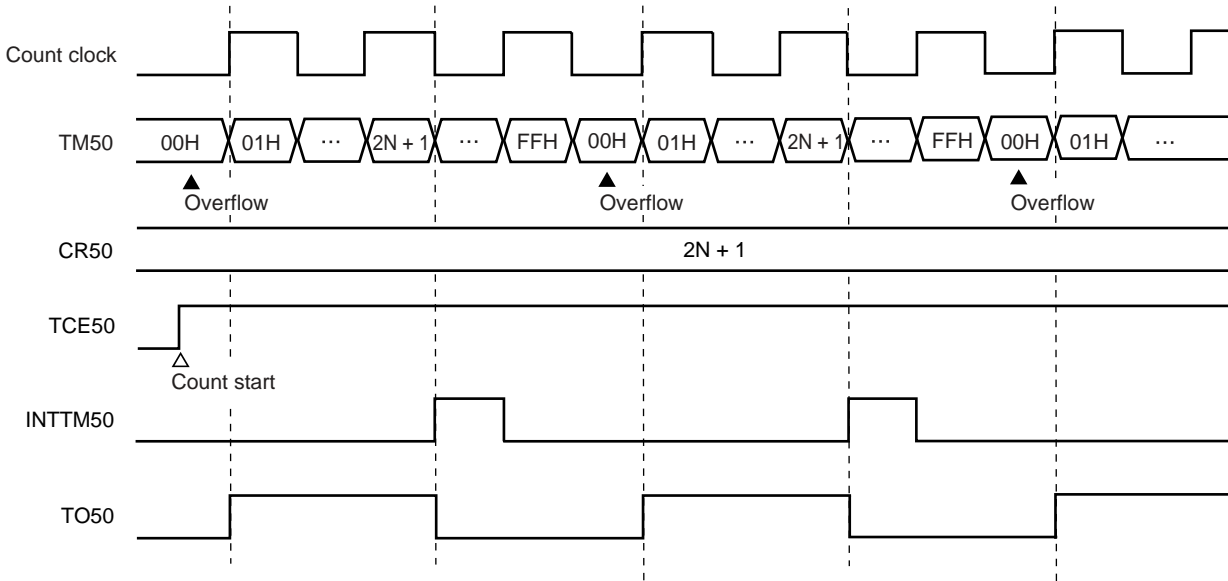 Count clock
TM50 00H 01H ... 2N + 1 ... FFH 00H 01H ... 2N + 1 ... FFH 00H 01H ...
Overflow Overflow Overflow
CR50 2N + 1
TCE50
Count start
INTTM50
TO50